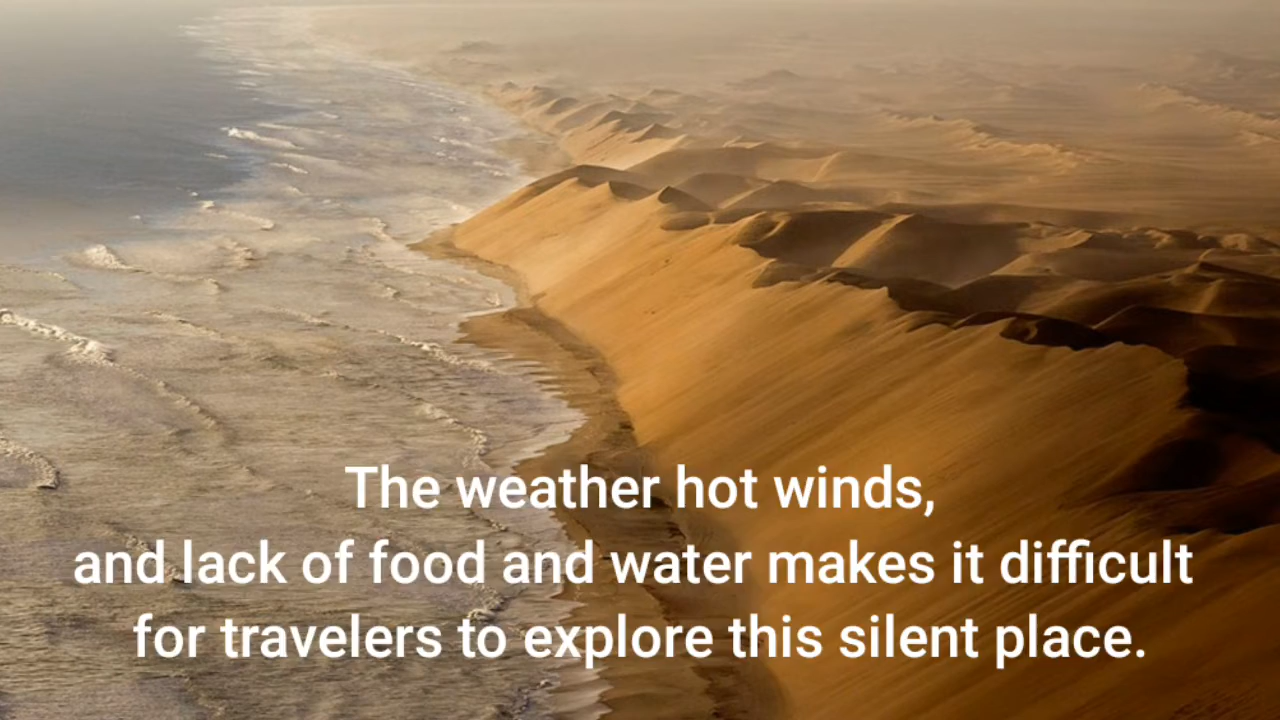 The weather hot winds,
and lack of food and water makes it difficult
for travelers to explore this silent place.